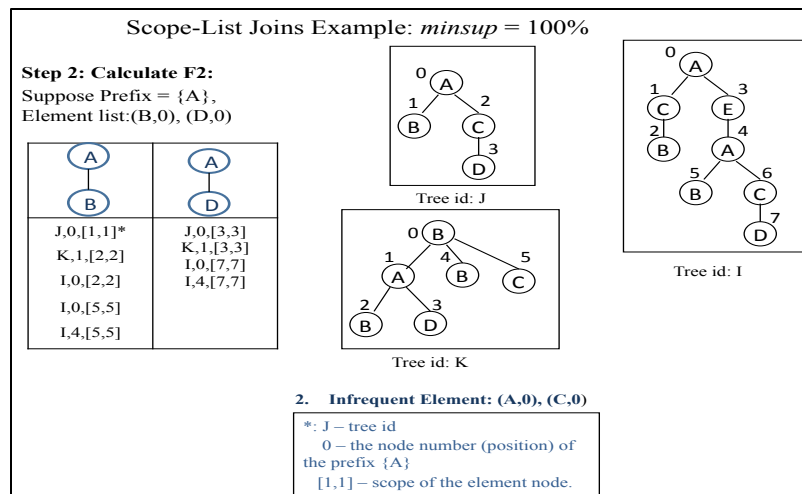 Scope-List Joins Example: minsup = 100%
Step 2: Calculate F2:
Suppose Prefix = {A},
Element list:(B,0), (D,0)
A
B
A
D
J,0,[1,1]*
K,1,[2,2]
I,0,[2,2]
I,0,[5,5]
I,4,[5,5]
J,0,[3,3]
K,1,[3,3]
I,0,[7,7]
I,4,[7,7]
0 A
1 2
B C
3
D
Tree id: J
0 B
1 4 5
A B C
2 3
B D
Tree id: K
0 A
1 3
C E
2 4
B A
5 6
B C
7
D
Tree id: I
2. Infrequent Element: (A,0), (C,0)
*: J – tree id
0 – the node number (position) of
the prefix {A}
[1,1] – scope of the element node.